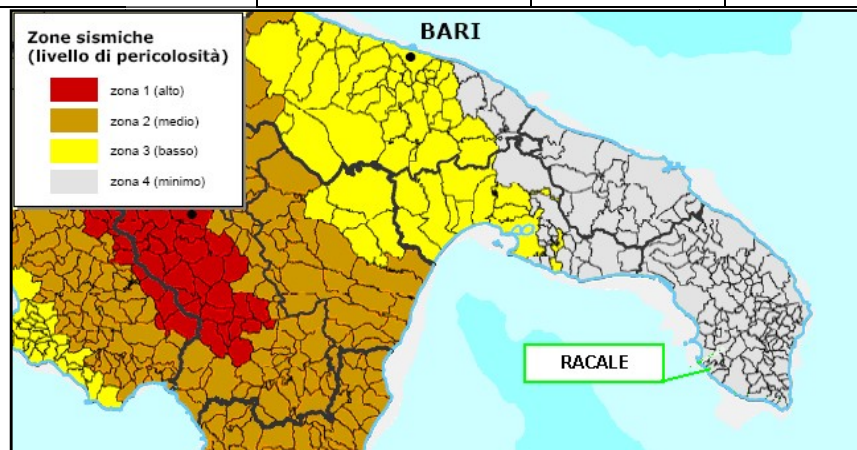 Zone sismiche
(livello di pericolosità)
zona 1 (alto)
zona 2 (medio)
zona 3 (basso)
zona 4 (minimo)
BARI
RACALE